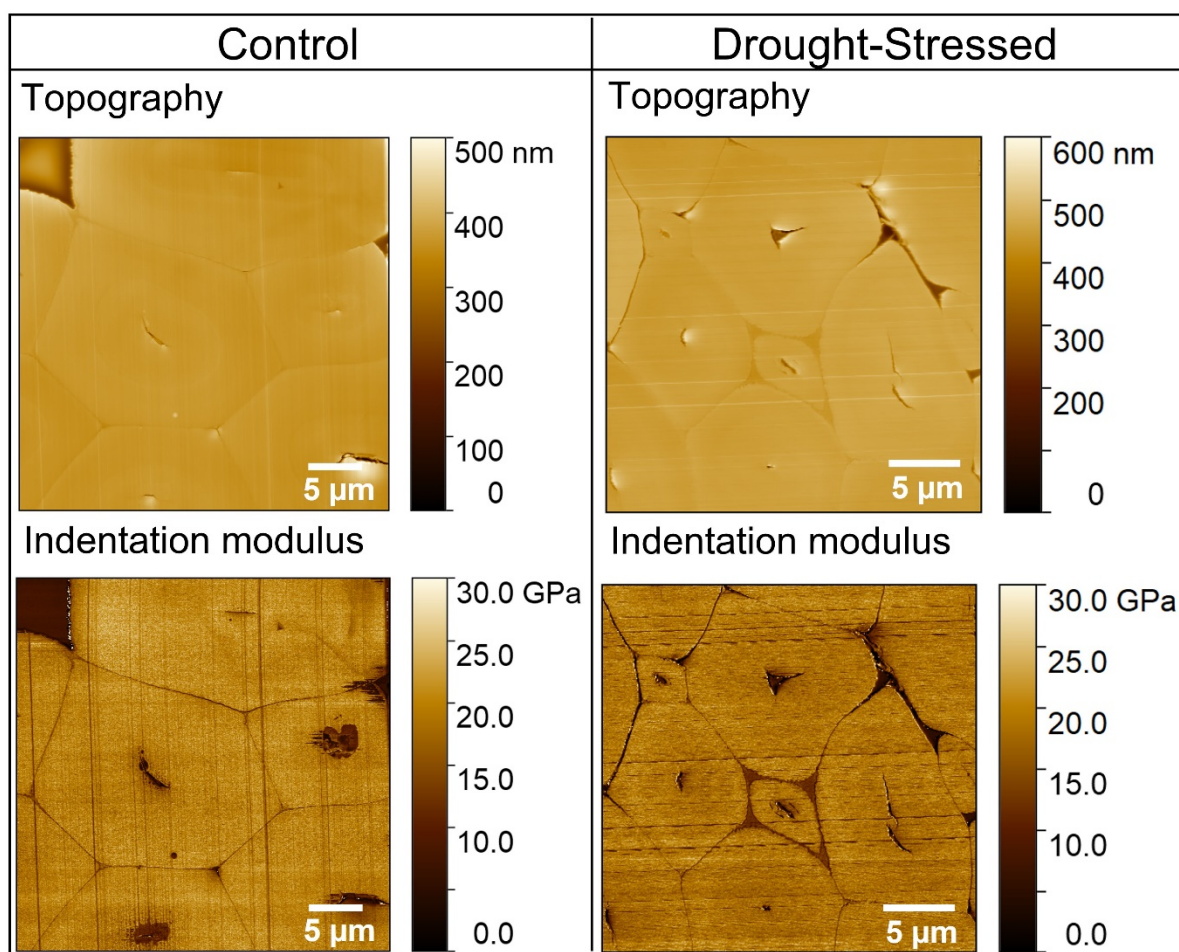 Control
Drought-Stressed
Topography
500 nm
400
300
200
100
0
5 µm
Topography
600 nm
500
400
300
200
100
0
5 µm
Indentation modulus
30.0 GPa
25.0
20.0
15.0
10.0
0.0
5 µm
Indentation modulus
30.0 GPa
25.0
20.0
15.0
10.0
0.0
5 µm